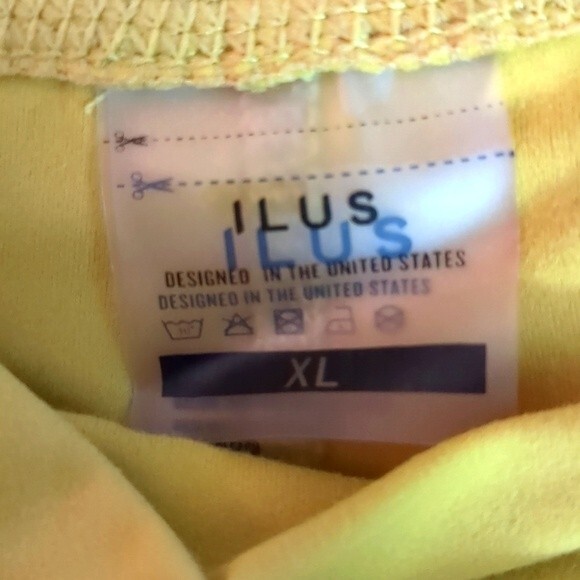 ILUS
ILUS
DESIGNED IN THE UNITED STATES
DESIGNED IN THE UNITED STATES
XL